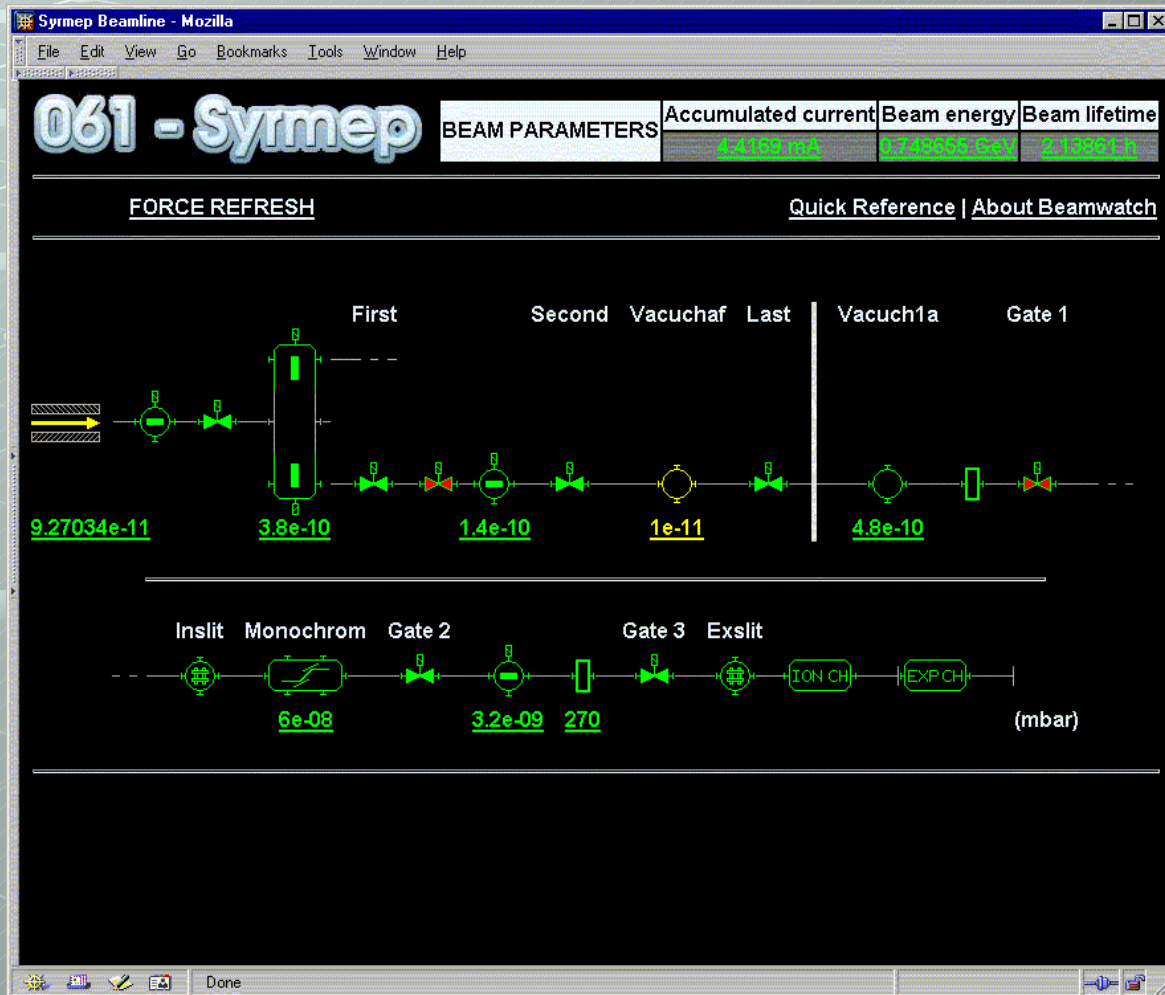 Syrmep Beamline - Mozilla
File Edit View Go Bookmarks Tools Window Help
061 - Syrmep
BEAM PARAMETERS
Accumulated current Beam energy Beam lifetime
4.4169 mA 0.748655 GeV 2.13861 h
FORCE REFRESH
Quick Reference | About Beamwatch
First Second Vacuchaf Last Vacuch1a Gate 1
9.27034e-11 3.8e-10 1.4e-10 1e-11 4.8e-10
Inslit Monochrom Gate 2 Gate 3 Exslit
ION CH EXP CH
6e-08 3.2e-09 270 (mbar)
Done